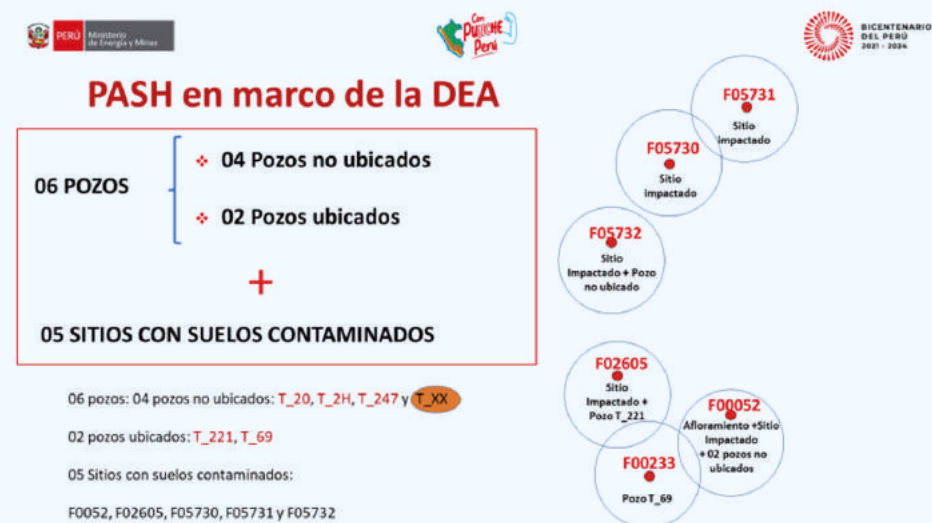 PERÚ
Ministerio
de Energía y Minas
Con
PUNCHE
Perú
BICENTENARIO
DEL PERÚ
2021 - 2024
PASH en marco de la DEA
06 POZOS
❖ 04 Pozos no ubicados
❖ 02 Pozos ubicados
+
05 SITIOS CON SUELOS CONTAMINADOS
06 pozos: 04 pozos no ubicados: T_20, T_2H, T_247 y T_XX
02 pozos ubicados: T_221, T_69
05 Sitios con suelos contaminados:
F0052, F02605, F05730, F05731 y F05732
F05731
Sitio
impactado
F05730
Sitio
impactado
F05732
Sitio
Impactado + Pozo
no ubicado
F02605
Sitio
Impactado +
Pozo T_221
F00052
Afloramiento +Sitio
Impactado
+ 02 pozos no
ubicados
F00233
Pozo T_69